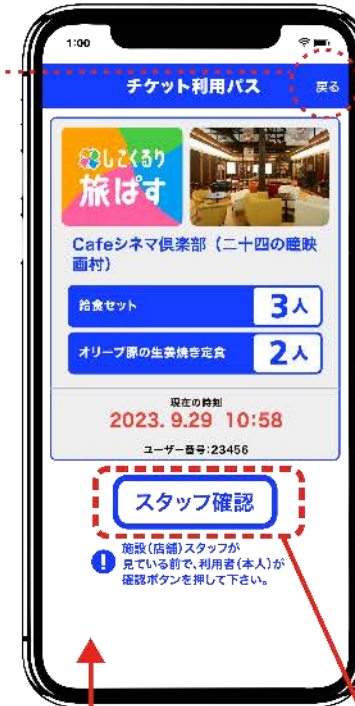 1:00
チケット利用パス 戻る
しこくるり
旅ぱす
Cafeシネマ倶楽部（二十四の瞳映
画村）
給食セット 3人
オリーブ豚の生姜焼き定食 2人
現在の時刻
2023. 9.29 10:58
ユーザー番号:23456
スタッフ確認
! 施設(店舗)スタッフが
見ている前で、利用者(本人)が
確認ボタンを押して下さい。